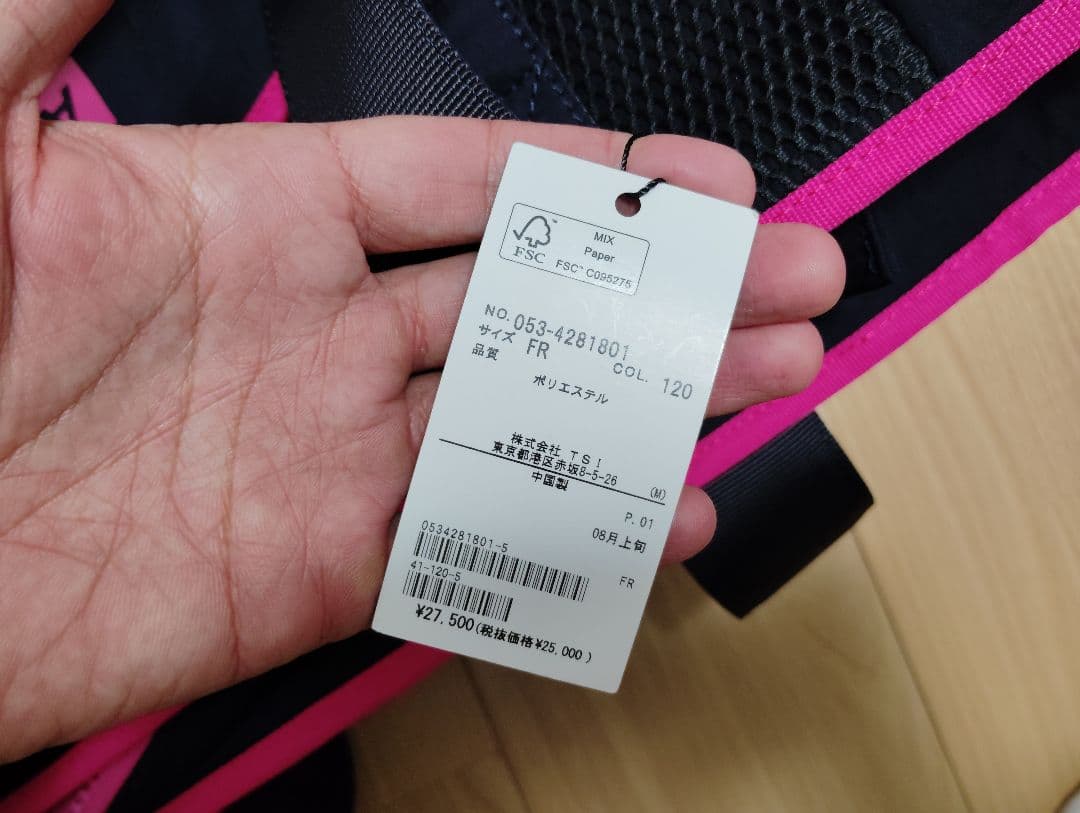 FSC
MIX
Paper
FSC™ C095275
NO. 053-4281801
サイズ FR
COL. 120
品質
ポリエステル
株式会社 TSI
東京都港区赤坂8-5-26
(M)
中国製
P. 01
08月上旬
0534281801-5
FR
41-120-5
¥27,500(税抜価格¥25,000 )